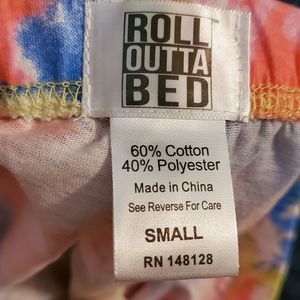 ROLL
OUTTA
BED
60% Cotton
40% Polyester
Made in China
See Reverse For Care
SMALL
RN 148128